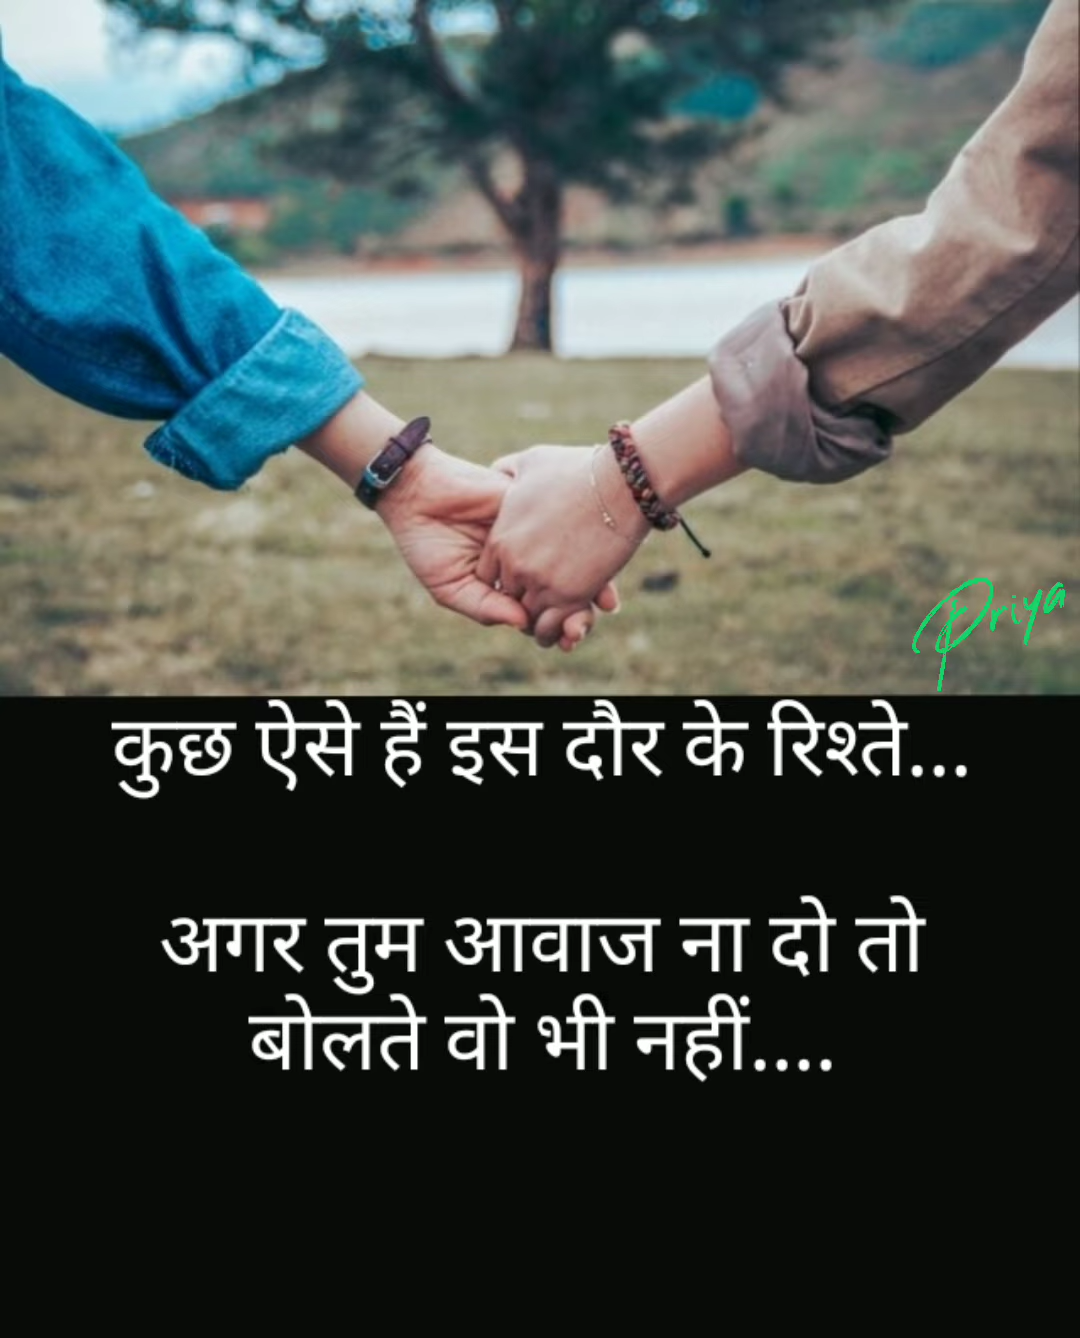 Priya
कुछ ऐसे हैं इस दौर के रिश्ते...
अगर तुम आवाज ना दो तो
बोलते वो भी नहीं....